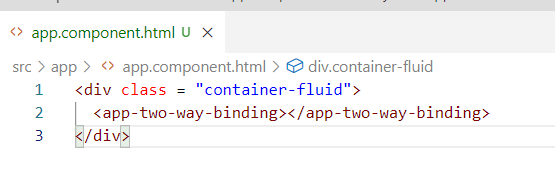 <> app.component.html U ×
src > app > <> app.component.html > div.container-fluid
1 <div class = "container-fluid">
2 <app-two-way-binding></app-two-way-binding>
3 </div>